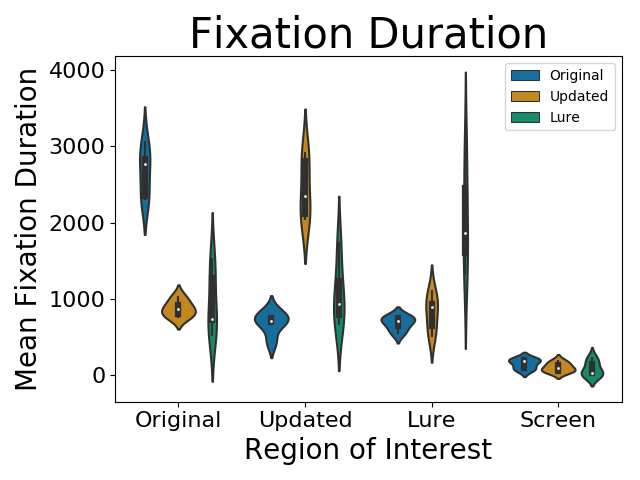 Fixation Duration
Original
Updated
Lure
Mean Fixation Duration
4000
3000
2000
1000
0
Original Updated Lure Screen
Region of Interest